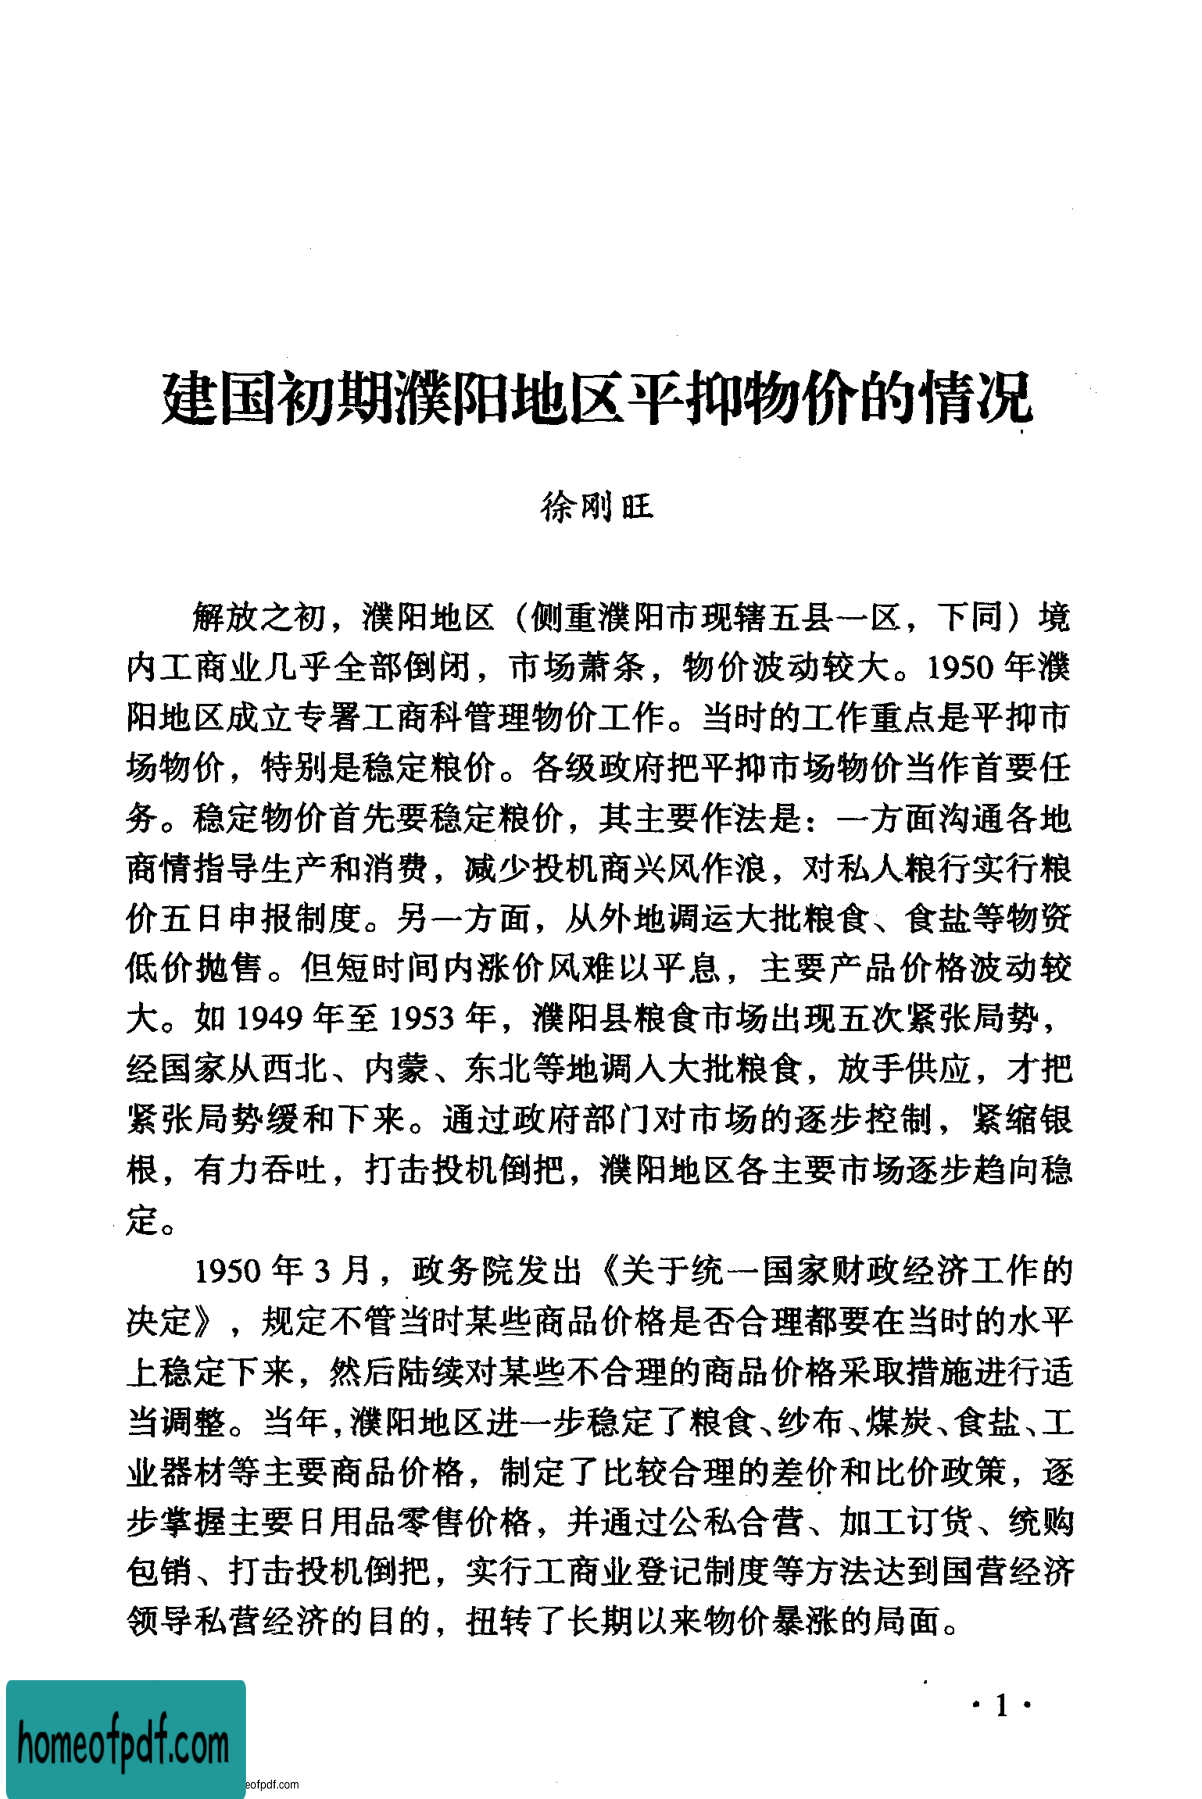 建国初期濮阳地区平抑物价的情况
徐刚旺
解放之初，濮阳地区（侧重濮阳市现辖五县一区，下同）境
内工商业几乎全部倒闭，市场萧条，物价波动较大。1950 年濮
阳地区成立专署工商科管理物价工作。当时的工作重点是平抑市
场物价，特别是稳定粮价。各级政府把平抑市场物价当作首要任
务。稳定物价首先要稳定粮价，其主要作法是：一方面沟通各地
商情指导生产和消费，减少投机商兴风作浪，对私人粮行实行粮
价五日申报制度。另一方面，从外地调运大批粮食、食盐等物资
低价抛售。但短时间内涨价风难以平息，主要产品价格波动较
大。如 1949 年至 1953 年，濮阳县粮食市场出现五次紧张局势，
经国家从西北、内蒙、东北等地调人大批粮食，放手供应，才把
紧张局势缓和下来。通过政府部门对市场的逐步控制，紧缩银
根，有力吞吐，打击投机倒把，濮阳地区各主要市场逐步趋向稳
定。
1950 年 3 月，政务院发出《关于统一国家财政经济工作的
决定》，规定不管当时某些商品价格是否合理都要在当时的水平
上稳定下来，然后陆续对某些不合理的商品价格采取措施进行适
当调整。当年，濮阳地区进一步稳定了粮食、纱布、煤炭、食盐、工
业器材等主要商品价格，制定了比较合理的差价和比价政策，逐
步掌握主要日用品零售价格，并通过公私合营、加工订货、统购
包销、打击投机倒把，实行工商业登记制度等方法达到国营经济
领导私营经济的目的，扭转了长期以来物价暴涨的局面。
·1·
homeofpdf.com
eofpdf.com